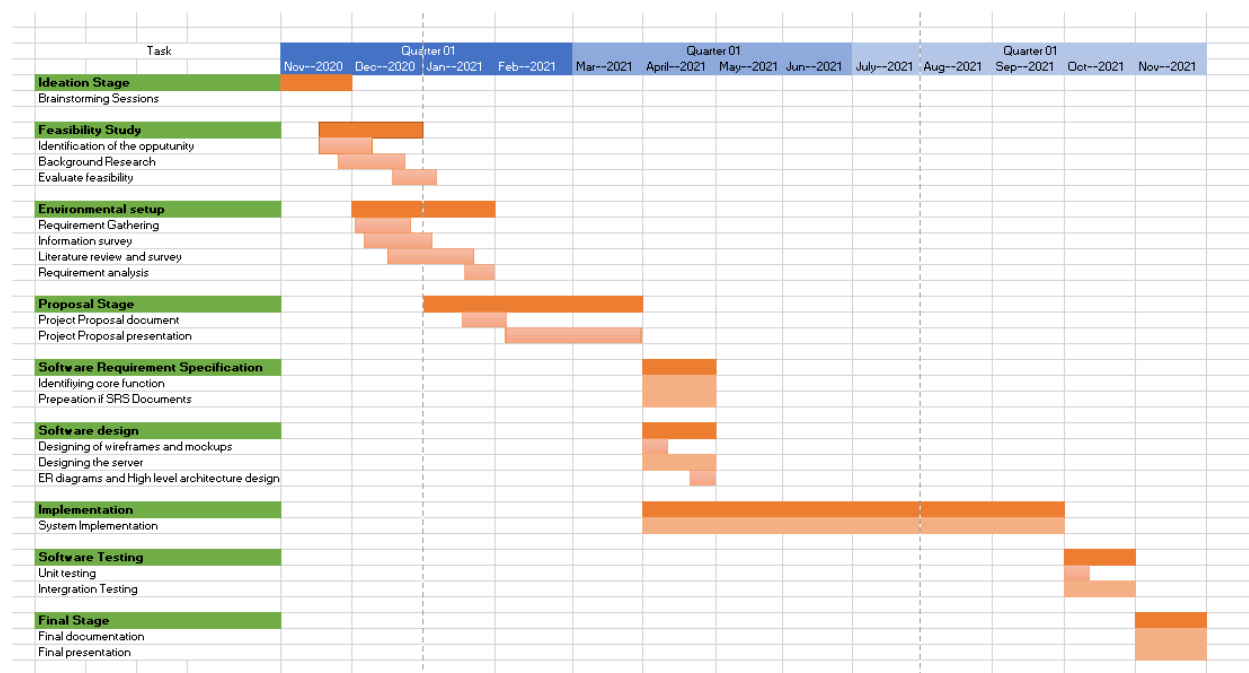 Task Quarter 01 Quarter 01 Quarter 01
Nov--2020 Dec--2020 Jan--2021 Feb--2021 Mar--2021 April--2021 May--2021 Jun--2021 July--2021 Aug--2021 Sep--2021 Oct--2021 Nov--2021
Ideation Stage
Brainstorming Sessions
Feasibility Study
Identification of the opputunity
Background Research
Evaluate feasibility
Environmental setup
Requirement Gathering
Information survey
Literature review and survey
Requirement analysis
Proposal Stage
Project Proposal document
Project Proposal presentation
Software Requirement Specification
Identifiying core function
Prepeation if SRS Documents
Software design
Designing of wireframes and mockups
Designing the server
ER diagrams and High level architecture design
Implementation
System Implementation
Software Testing
Unit testing
Intergration Testing
Final Stage
Final documentation
Final presentation